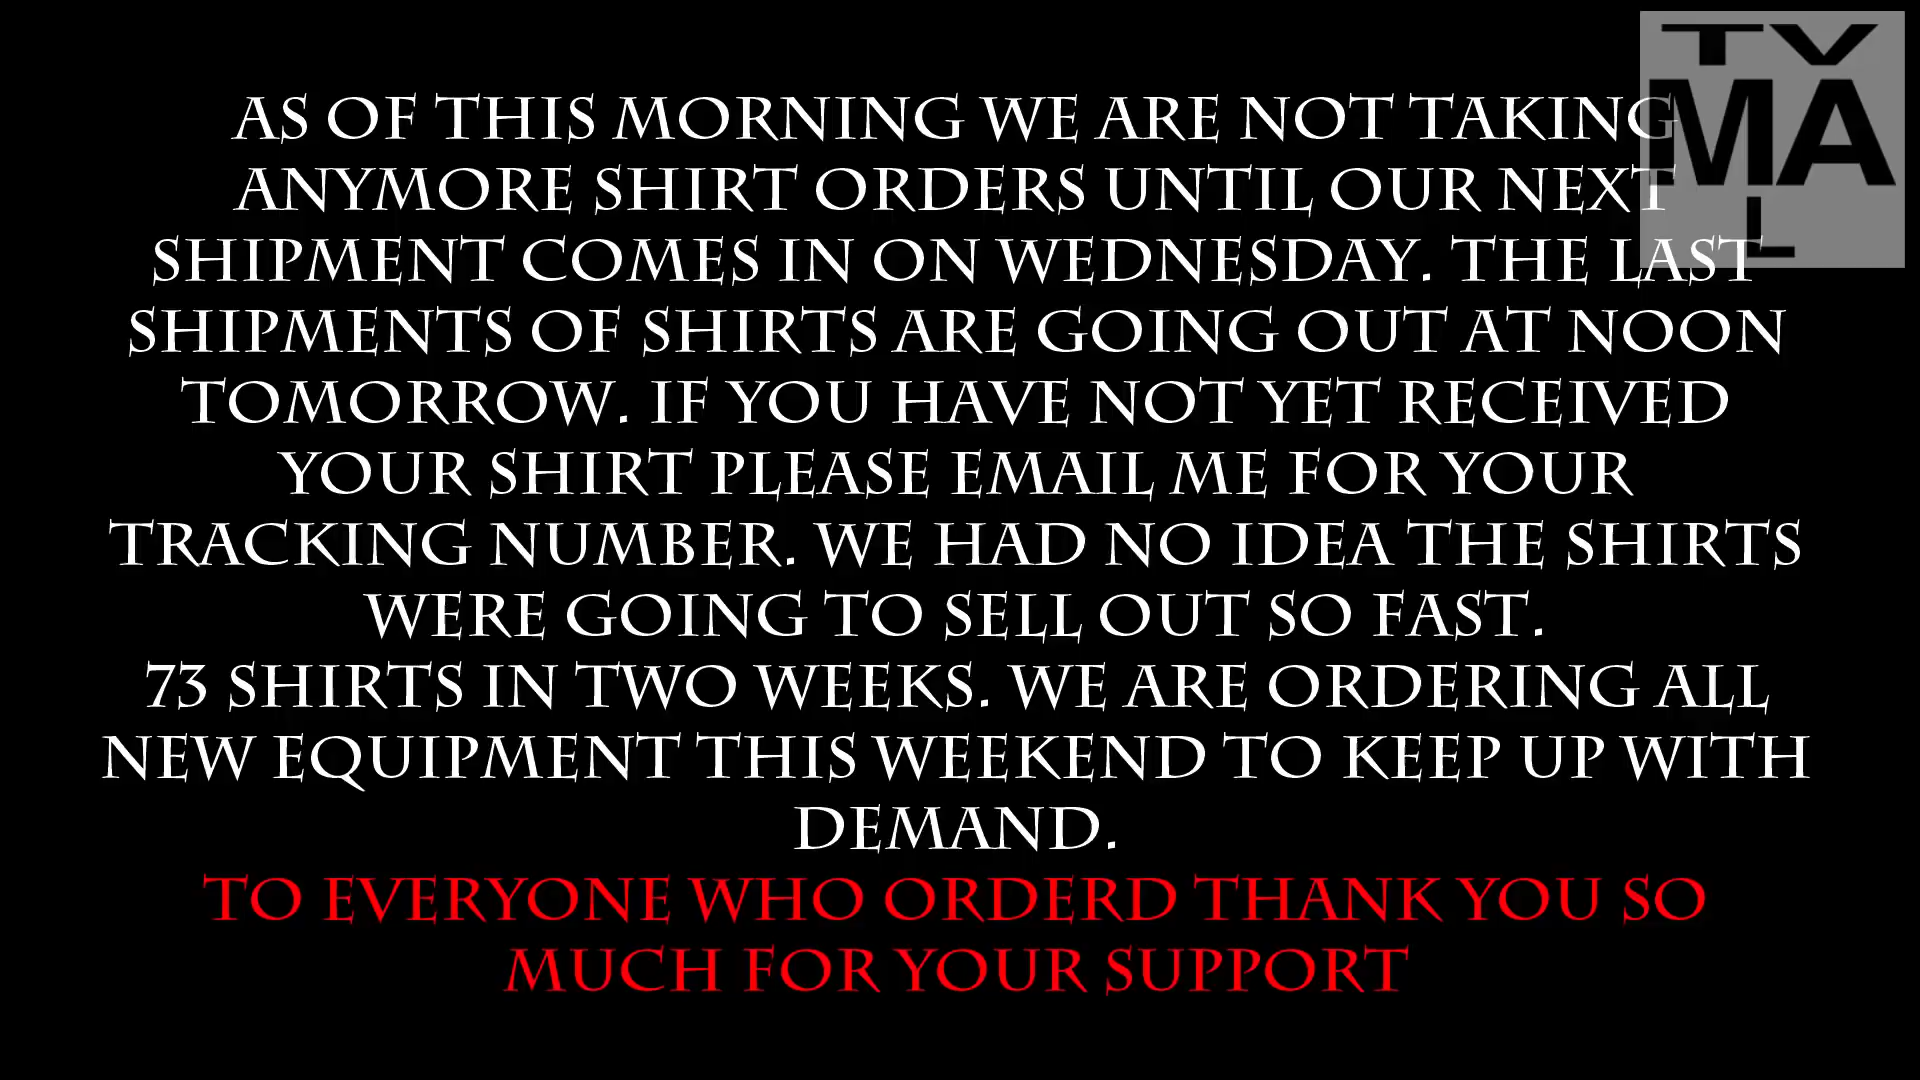 AS OF THIS MORNING WE ARE NOT TAKING
ANYMORE SHIRT ORDERS UNTIL OUR NEXT
SHIPMENT COMES IN ON WEDNESDAY. THE LAST
SHIPMENTS OF SHIRTS ARE GOING OUT AT NOON
TOMORROW. IF YOU HAVE NOT YET RECEIVED
YOUR SHIRT PLEASE EMAIL ME FOR YOUR
TRACKING NUMBER. WE HAD NO IDEA THE SHIRTS
WERE GOING TO SELL OUT SO FAST.
73 SHIRTS IN TWO WEEKS. WE ARE ORDERING ALL
NEW EQUIPMENT THIS WEEKEND TO KEEP UP WITH
DEMAND.
TO EVERYONE WHO ORDERD THANK YOU SO
MUCH FOR YOUR SUPPORT
TV
MA
L